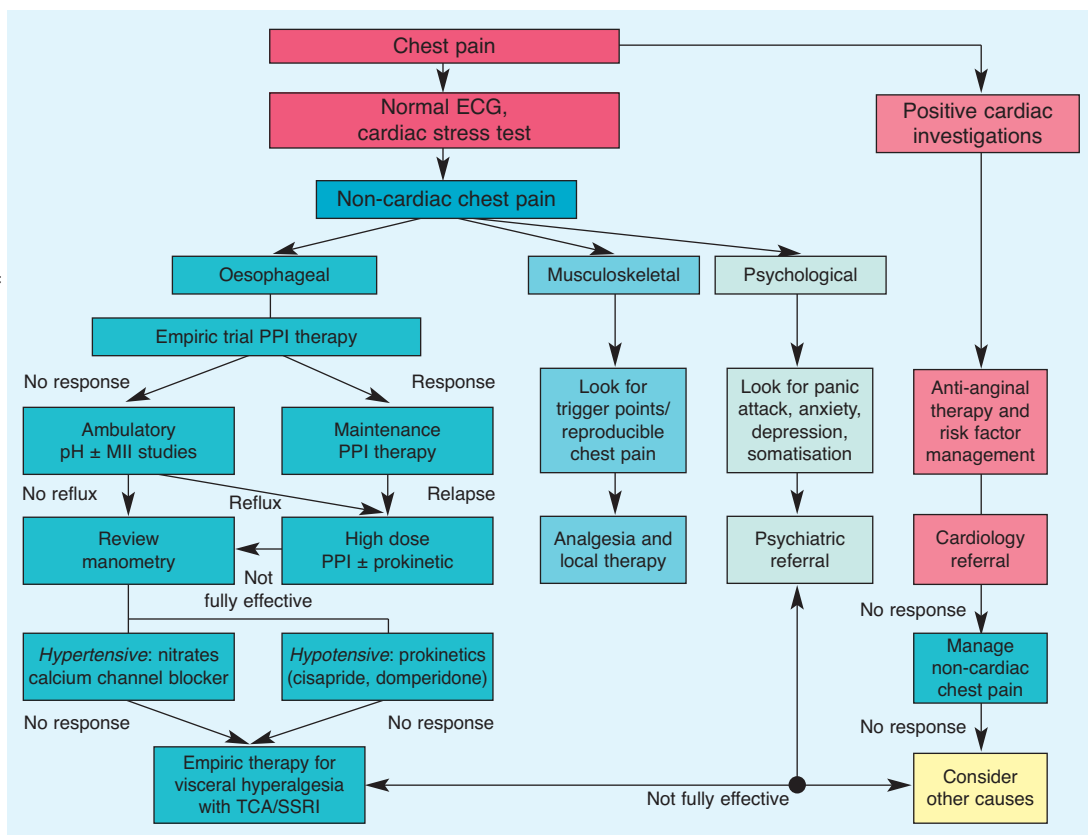 Chest pain
Normal ECG,
cardiac stress test
Positive cardiac
investigations
Non-cardiac chest pain
Oesophageal
Musculoskeletal
Psychological
Empiric trial PPI therapy
No response
Response
Ambulatory
pH ± MII studies
Maintenance
PPI therapy
Look for
trigger points/
reproducible
chest pain
Look for panic
attack, anxiety,
depression,
somatisation
Anti-anginal
therapy and
risk factor
management
No reflux
Reflux
Relapse
Review
manometry
High dose
PPI ± prokinetic
Not
fully effective
Analgesia and
local therapy
Psychiatric
referral
Cardiology
referral
No response
Hypertensive: nitrates
calcium channel blocker
Hypotensive: prokinetics
(cisapride, domperidone)
Manage
non-cardiac
chest pain
No response
No response
No response
Empiric therapy for
visceral hyperalgesia
with TCA/SSRI
Not fully effective
Consider
other causes